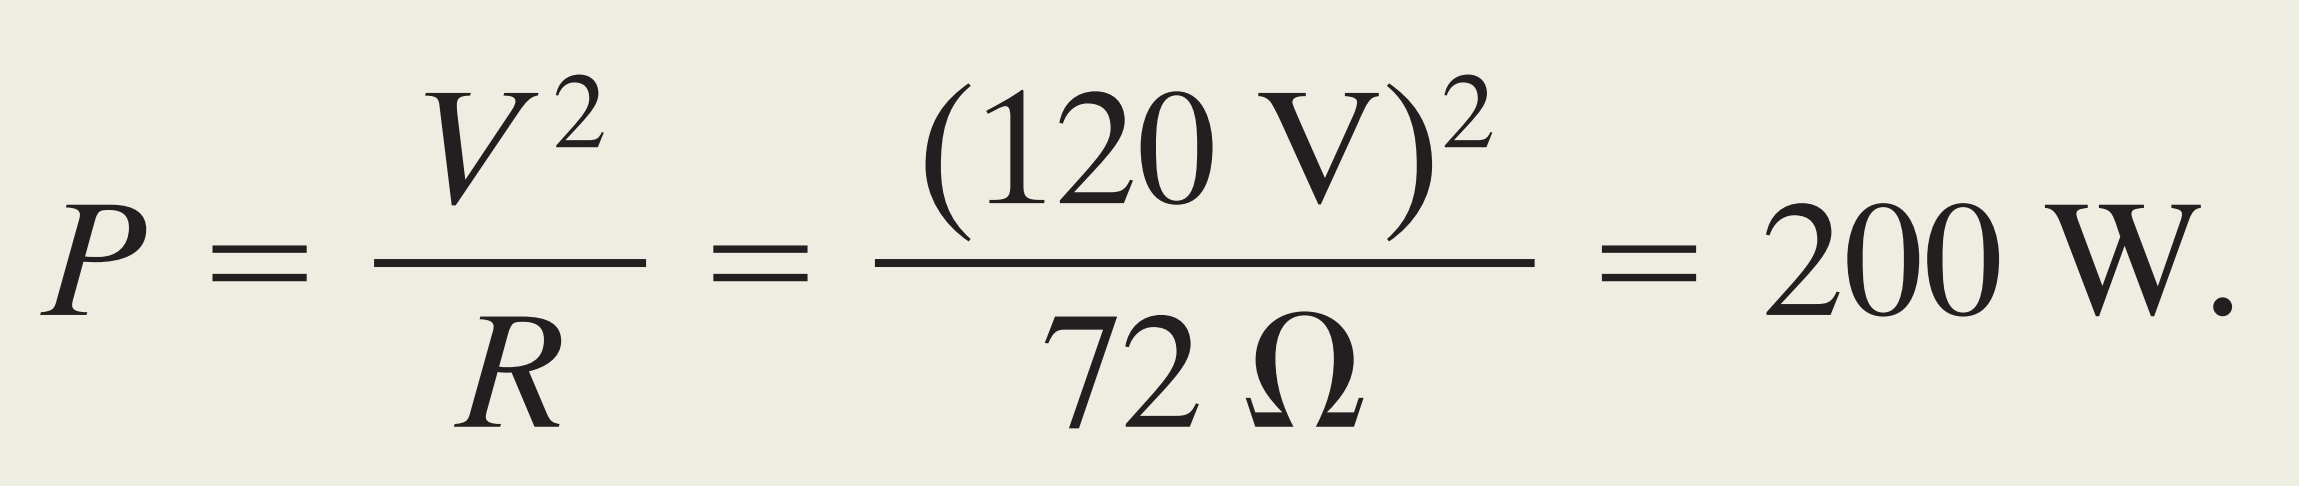 P = V²/R = (120 V)²/72 Ω = 200 W.